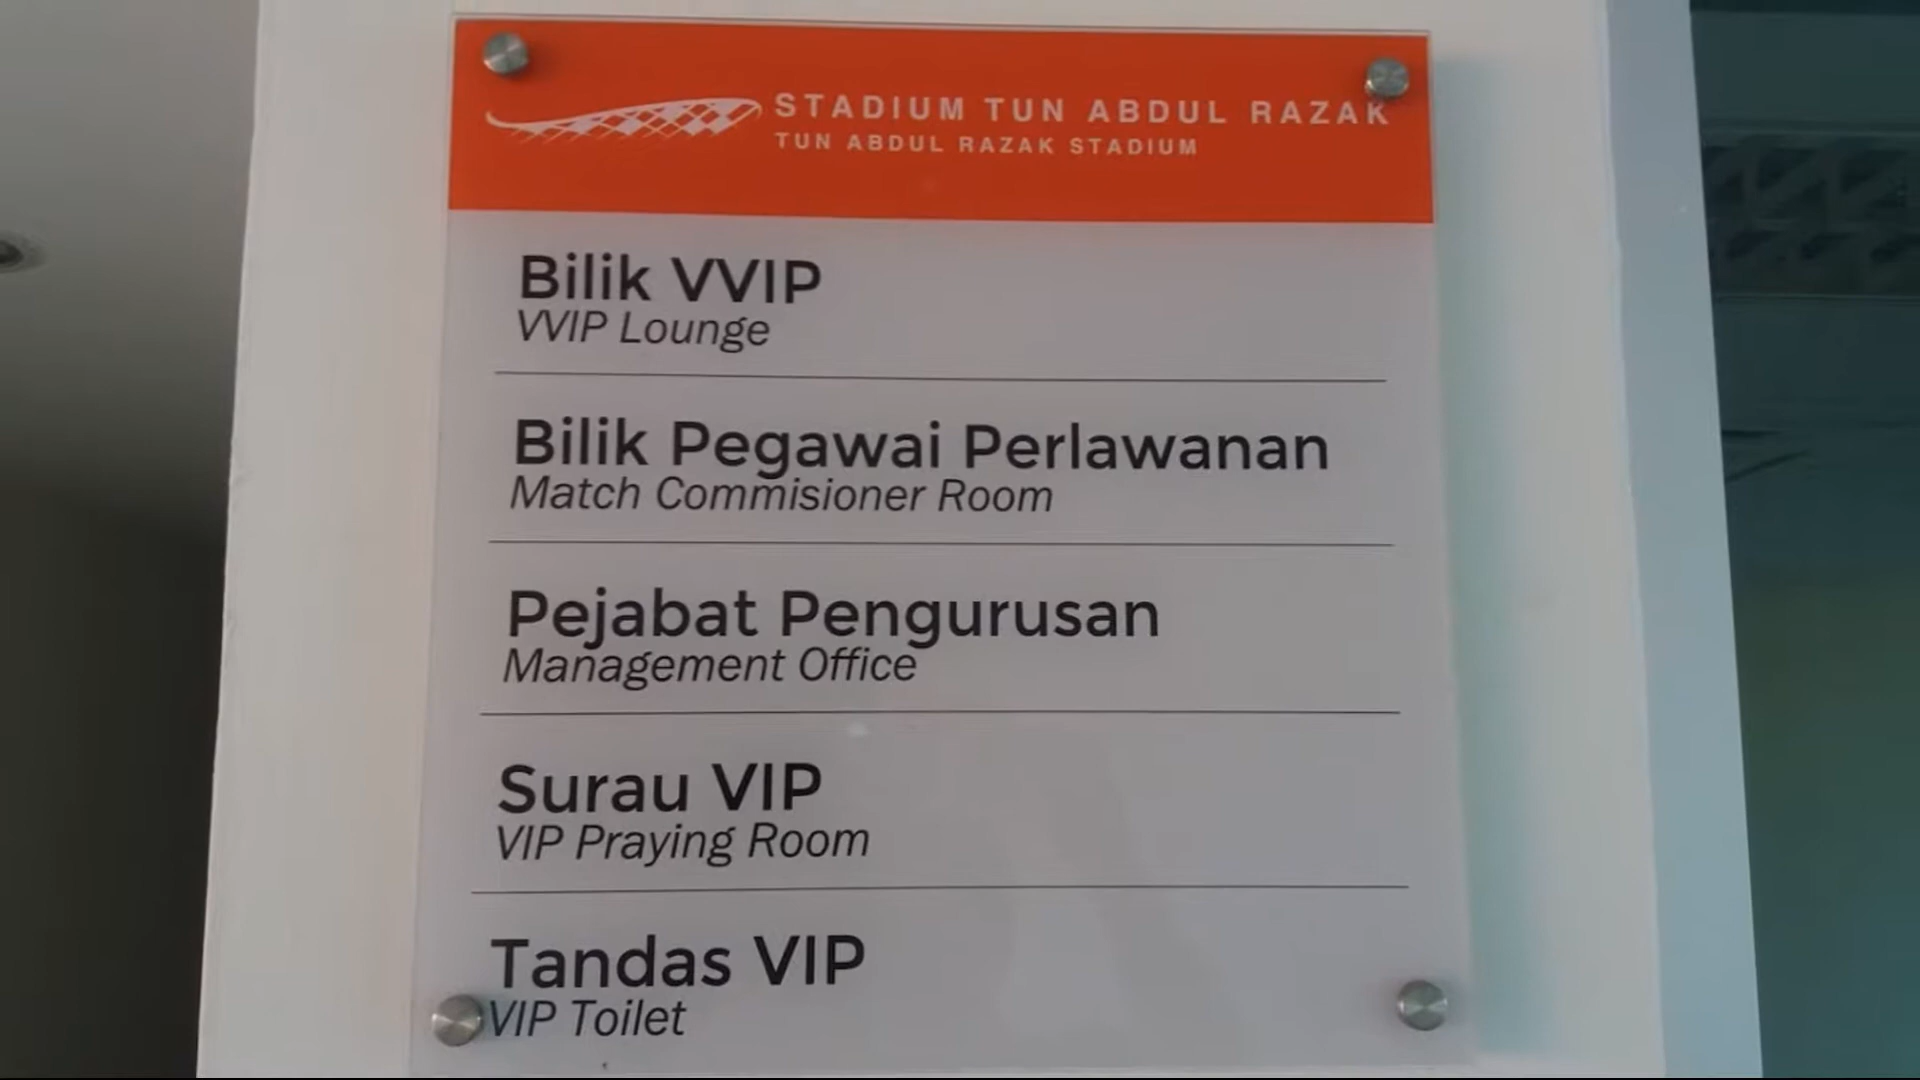 STADIUM TUN ABDUL RAZAK
TUN ABDUL RAZAK STADIUM
Bilik VVIP
VVIP Lounge
Bilik Pegawai Perlawanan
Match Commisioner Room
Pejabat Pengurusan
Management Office
Surau VIP
VIP Praying Room
Tandas VIP
VIP Toilet